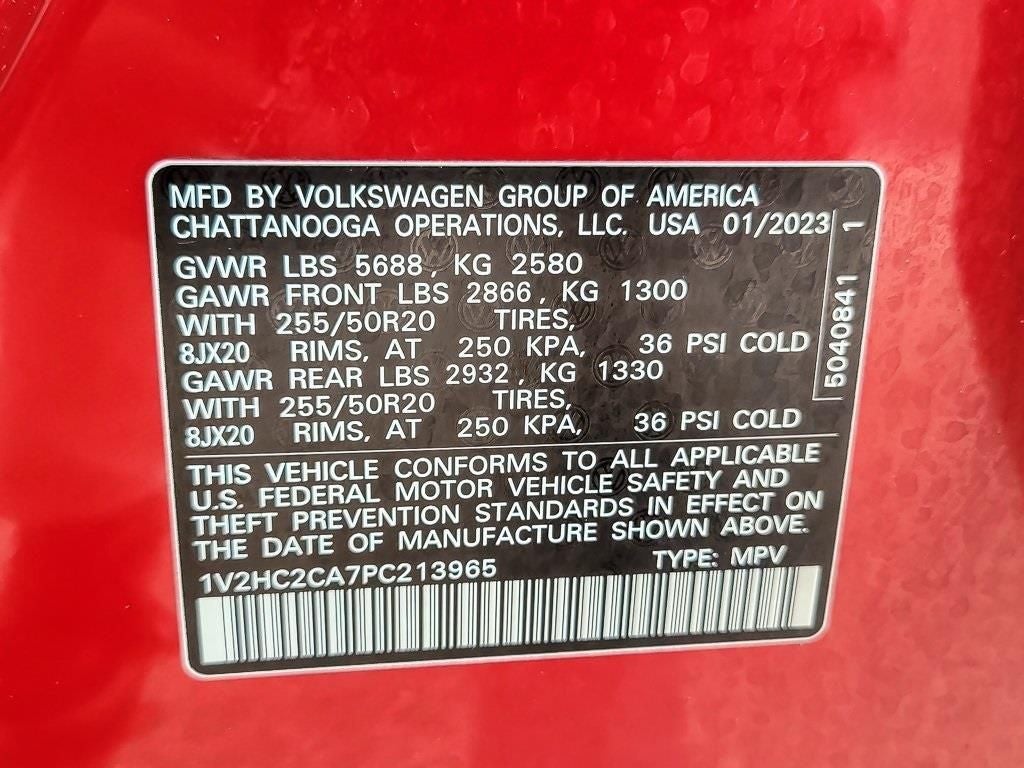 MFD BY VOLKSWAGEN GROUP OF AMERICA
CHATTANOOGA OPERATIONS, LLC. USA 01/2023
GVWR LBS 5688, KG 2580
GAWR FRONT LBS 2866, KG 1300
WITH 255/50R20 TIRES,
8JX20 RIMS, AT 250 KPA, 36 PSI COLD
GAWR REAR LBS 2932, KG 1330
WITH 255/50R20 TIRES,
8JX20 RIMS, AT 250 KPA, 36 PSI COLD
5040841 1
THIS VEHICLE CONFORMS TO ALL APPLICABLE
U.S. FEDERAL MOTOR VEHICLE SAFETY AND
THEFT PREVENTION STANDARDS IN EFFECT ON
THE DATE OF MANUFACTURE SHOWN ABOVE.
1V2HC2CA7PC213965 TYPE: MPV